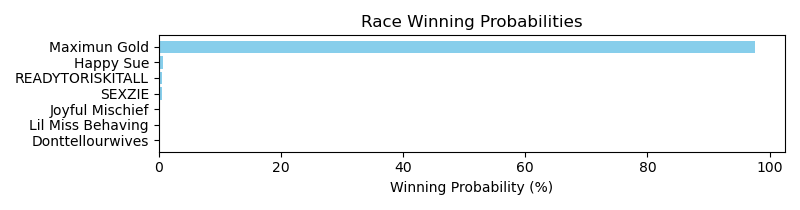 Race Winning Probabilities
Maximun Gold
Happy Sue
READYTORISKITALL
SEXZIE
Joyful Mischief
Lil Miss Behaving
Donttellourwives
0 20 40 60 80 100
Winning Probability (%)